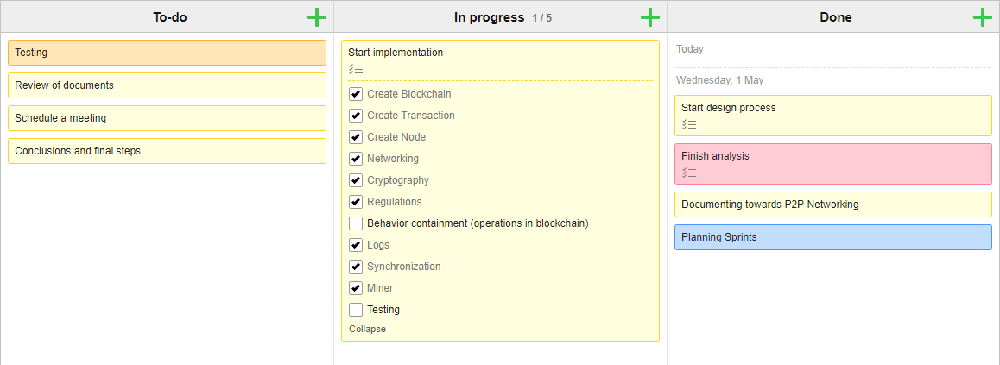 To-do
Testing
Review of documents
Schedule a meeting
Conclusions and final steps
In progress 1 / 5
Start implementation
Create Blockchain
Create Transaction
Create Node
Networking
Cryptography
Regulations
Behavior containment (operations in blockchain)
Logs
Synchronization
Miner
Testing
Collapse
Done
Today
Wednesday, 1 May
Start design process
Finish analysis
Documenting towards P2P Networking
Planning Sprints